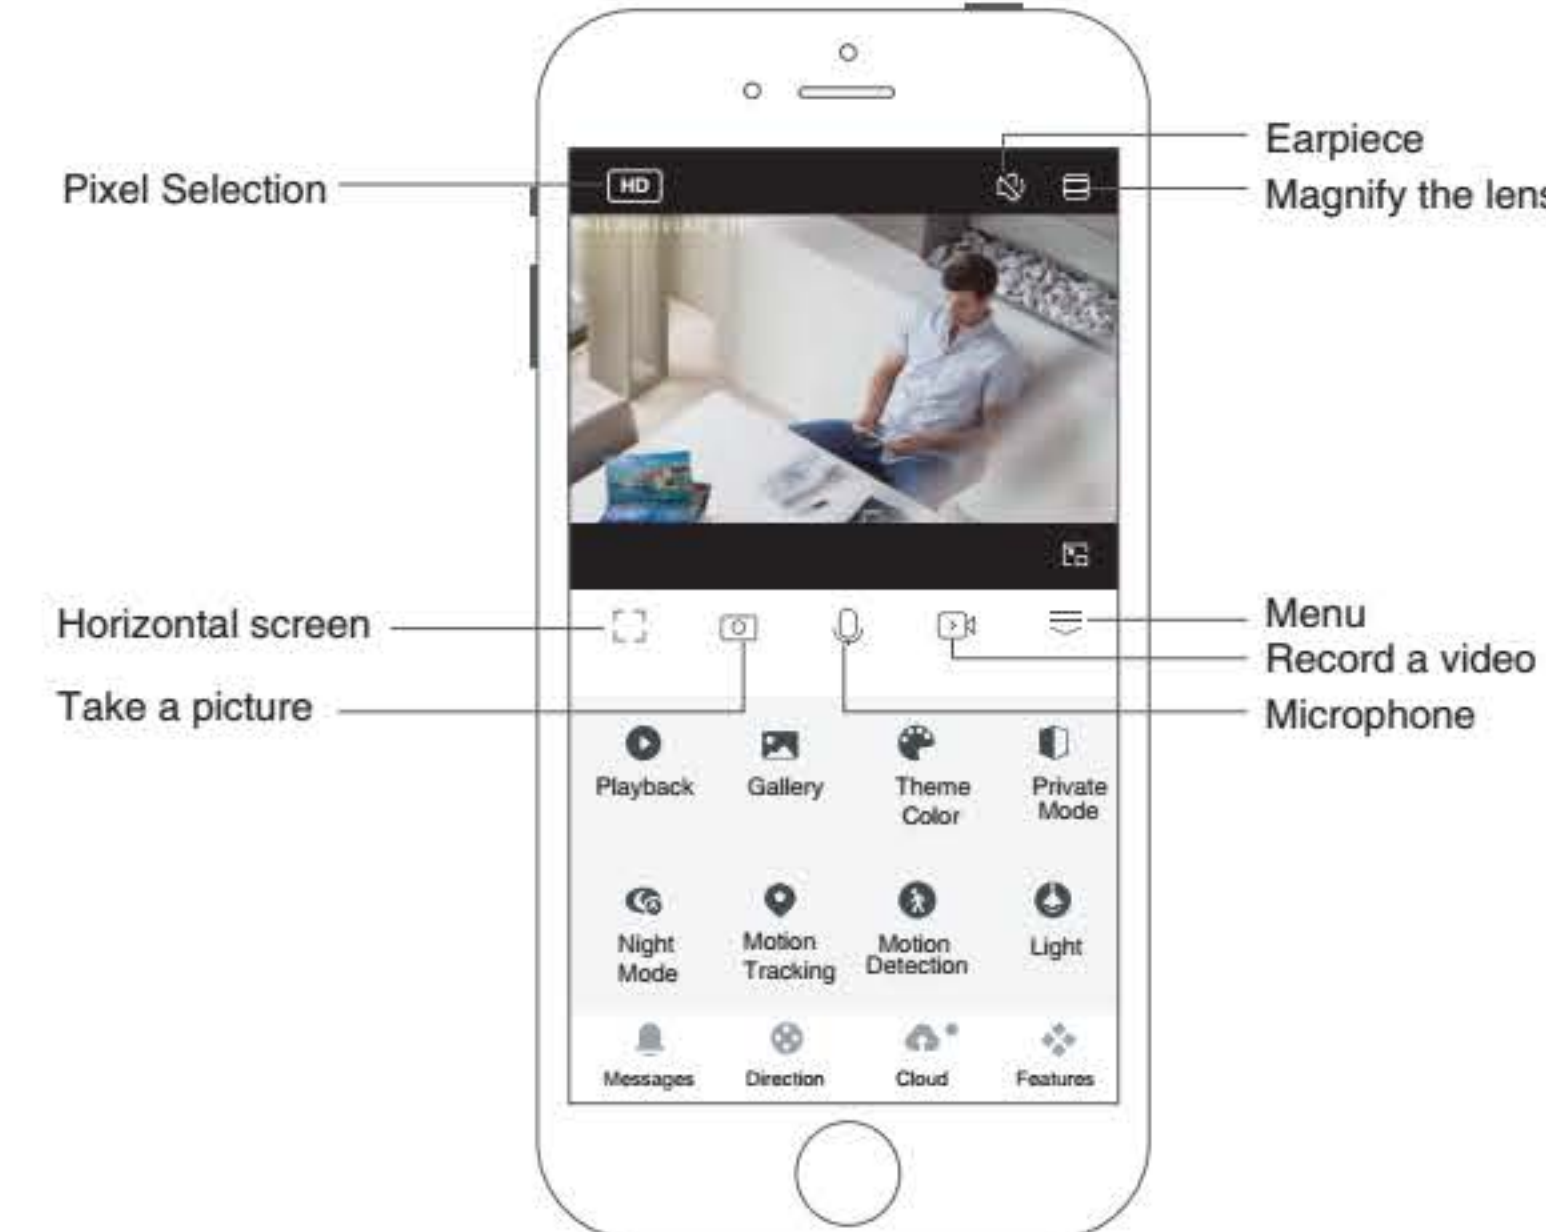 Earpiece
Pixel Selection
HD
Magnify the lens
Horizontal screen
Menu
Record a video
Take a picture
Microphone
Playback
Gallery
Theme
Color
Private
Mode
Night
Mode
Motion
Tracking
Motion
Detection
Light
Messages
Direction
Cloud
Features